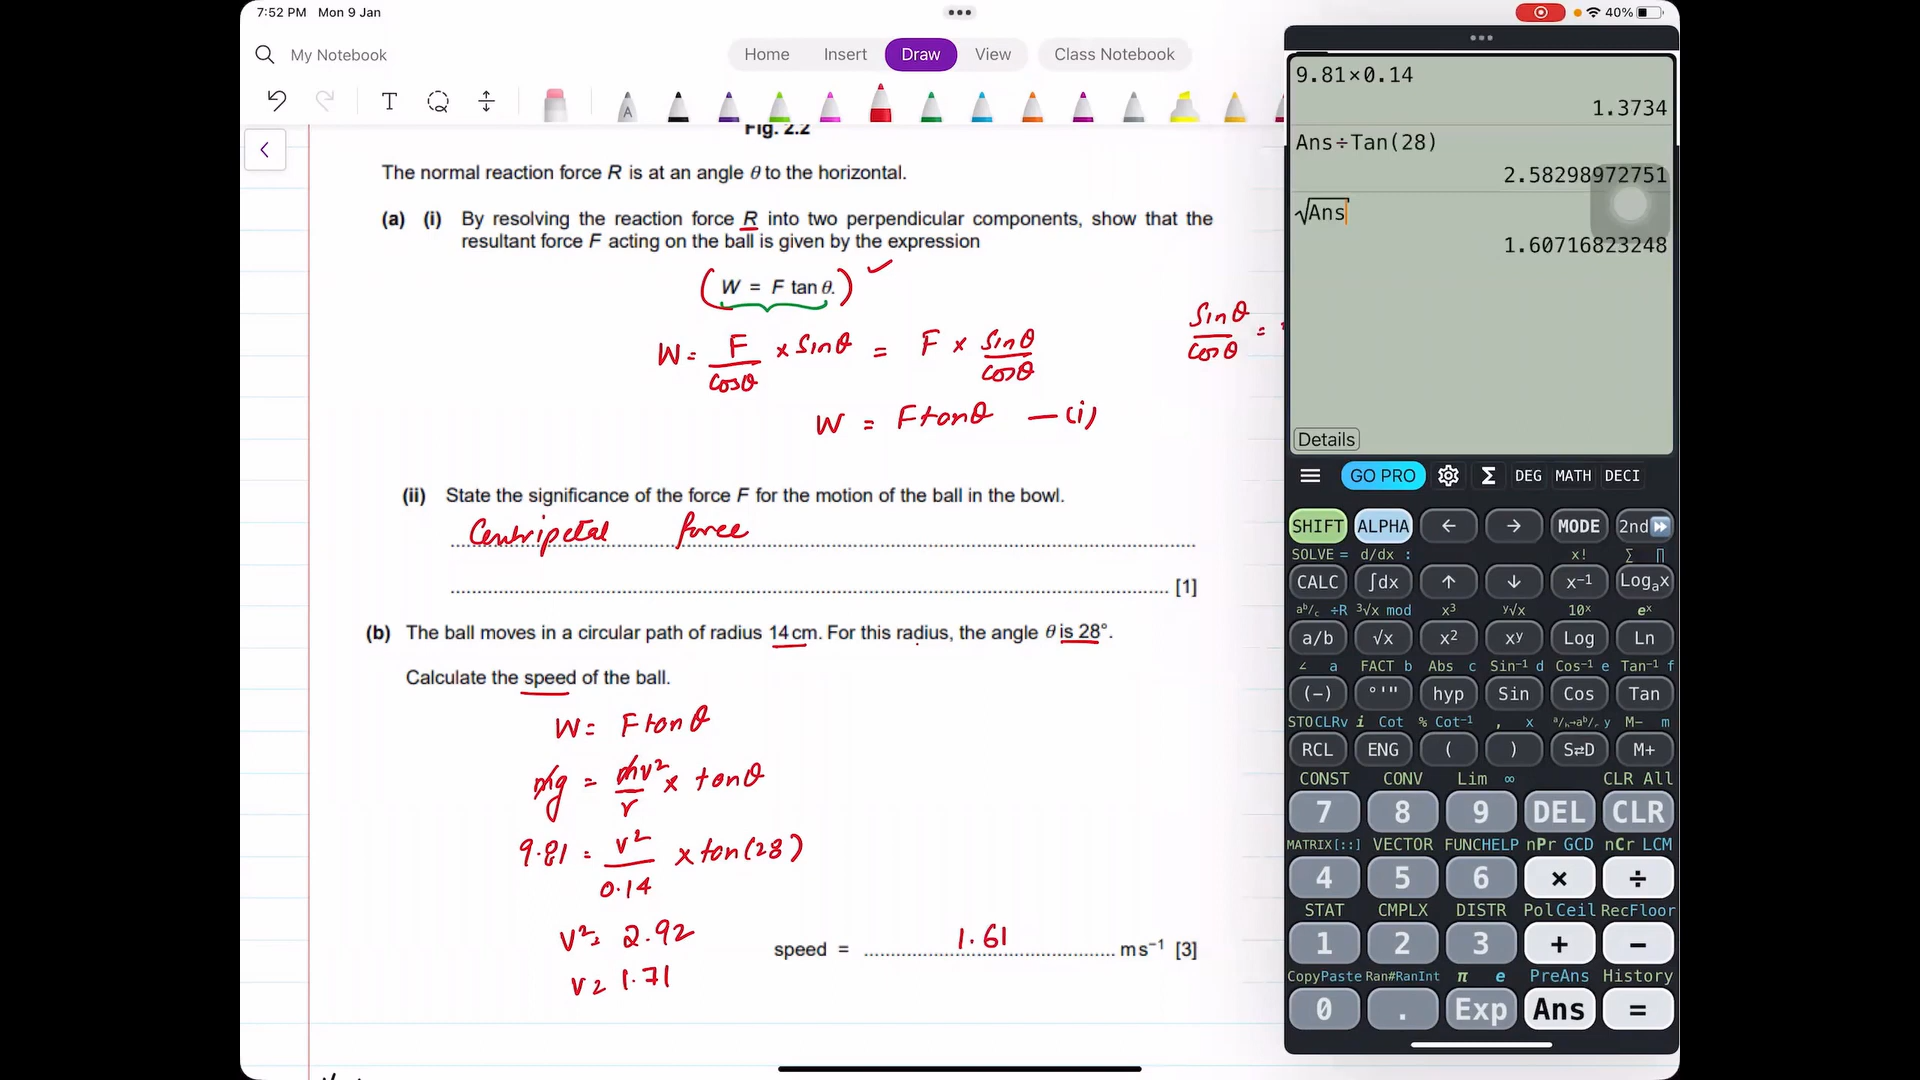 7:52 PM Mon 9 Jan
40%
My Notebook
Home Insert Draw View Class Notebook
T A
Fig. 2.2
The normal reaction force R is at an angle θ to the horizontal.
(a) (i) By resolving the reaction force R into two perpendicular components, show that the
resultant force F acting on the ball is given by the expression
(W = F tan θ.) ✓
W = F/cosθ × sinθ = F × sinθ/cosθ
sinθ/cosθ =
W = F tanθ —(i)
(ii) State the significance of the force F for the motion of the ball in the bowl.
Centripetal force
[1]
(b) The ball moves in a circular path of radius 14 cm. For this radius, the angle θ is 28°.
Calculate the speed of the ball.
W = F tanθ
mg = mv²/r × tanθ
9.81 = v²/0.14 × tan(28)
v² = 2.92
v = 1.71
speed = 1.61 ms⁻¹ [3]
9.81×0.14
1.3734
Ans÷Tan(28)
2.58298972751
√Ans
1.60716823248
Details
GO PRO Σ DEG MATH DECI
SHIFT ALPHA ← → MODE 2nd
SOLVE = d/dx : x! Σ ∏
CALC ∫dx ↑ ↓ x⁻¹ Logₐx
aᵇ/c ÷R ³√x mod x³ ʸ√x 10ˣ eˣ
a/b √x x² xʸ Log Ln
∠ a FACT b Abs c Sin⁻¹ d Cos⁻¹ e Tan⁻¹ f
(−) °'" hyp Sin Cos Tan
STO CLRv i Cot % Cot⁻¹ , x y M− m
RCL ENG ( ) S⇄D M+
CONST CONV Lim ∞ CLR All
7 8 9 DEL CLR
MATRIX[::] VECTOR FUNC HELP nPr GCD nCr LCM
4 5 6 × ÷
STAT CMPLX DISTR Pol Ceil Rec Floor
1 2 3 + −
Copy Paste Ran# RanInt π e PreAns History
0 . Exp Ans =